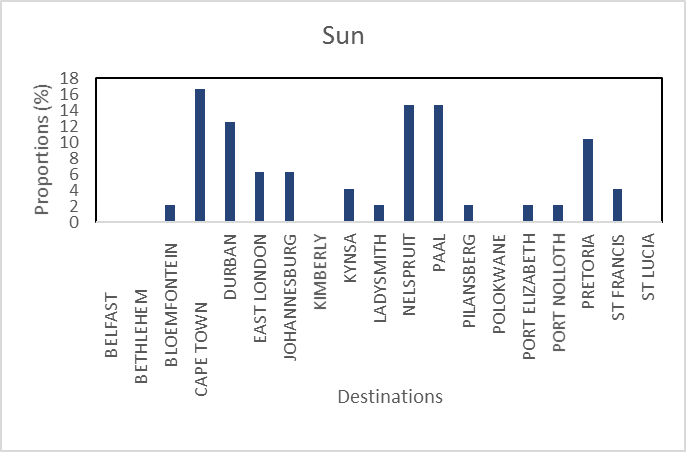 Sun
Proportions (%)
18
16
14
12
10
8
6
4
2
0
BELFAST
BETHLEHEM
BLOEMFONTEIN
CAPE TOWN
DURBAN
EAST LONDON
JOHANNESBURG
KIMBERLY
KYNSA
LADYSMITH
NELSPRUIT
PAAL
PILANSBERG
POLOKWANE
PORT ELIZABETH
PORT NOLLOTH
PRETORIA
ST FRANCIS
ST LUCIA
Destinations